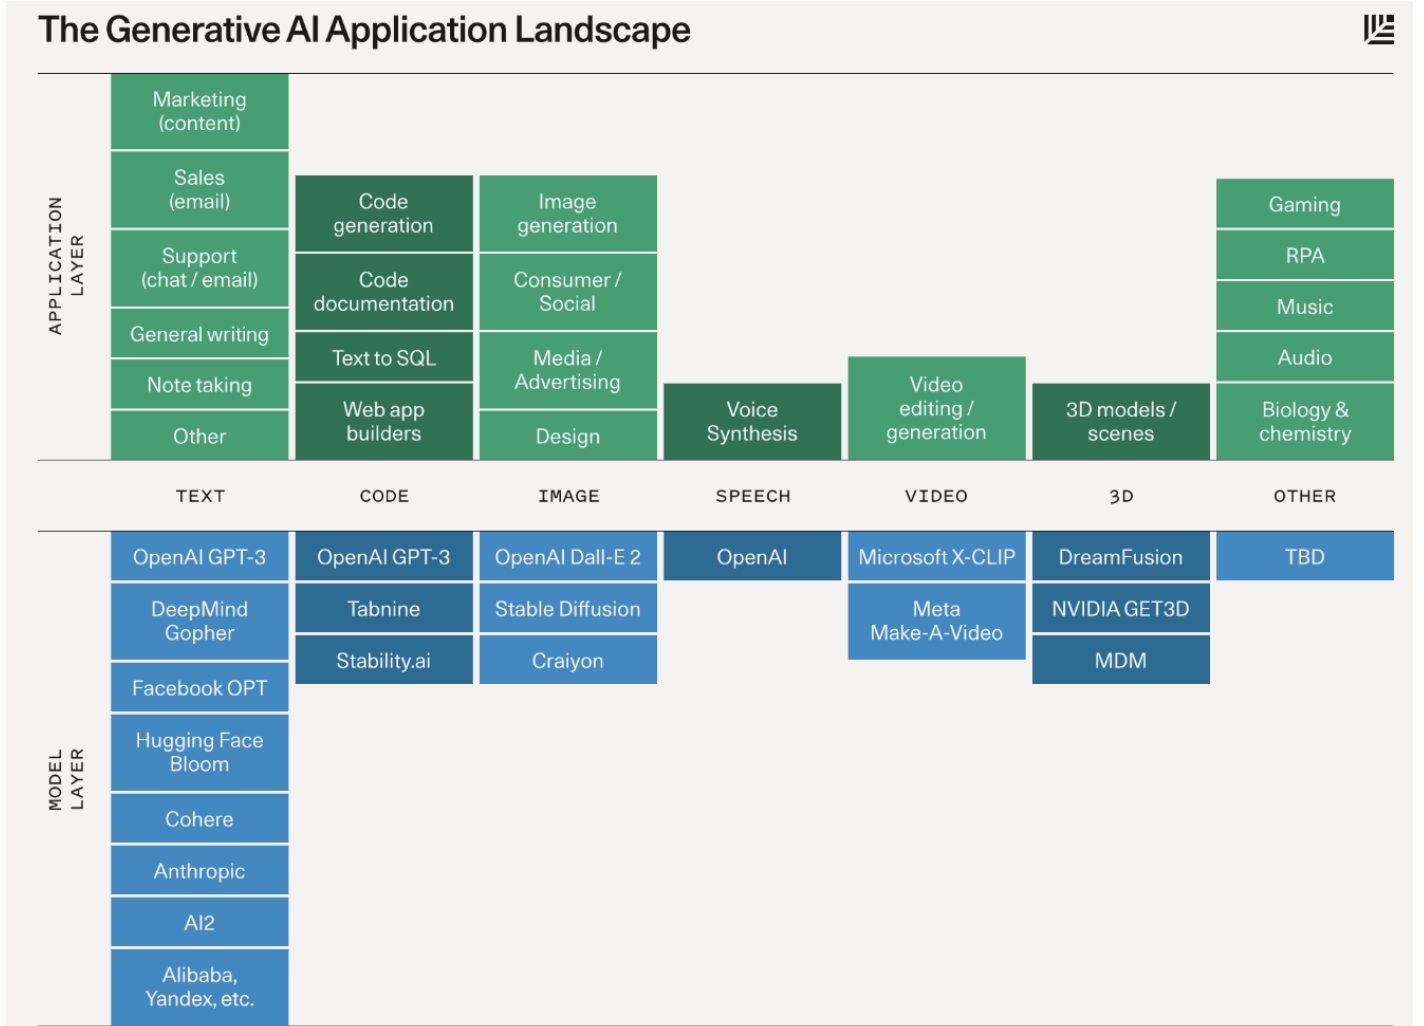 The Generative AI Application Landscape
APPLICATION
LAYER
Marketing
(content)
Sales
(email)
Support
(chat / email)
General writing
Note taking
Other
Code
generation
Code
documentation
Text to SQL
Web app
builders
Image
generation
Consumer /
Social
Media /
Advertising
Design
Voice
Synthesis
Video
editing /
generation
3D models /
scenes
Gaming
RPA
Music
Audio
Biology &
chemistry
TEXT
CODE
IMAGE
SPEECH
VIDEO
3D
OTHER
MODEL
LAYER
OpenAI GPT-3
DeepMind
Gopher
Facebook OPT
Hugging Face
Bloom
Cohere
Anthropic
AI2
Alibaba,
Yandex, etc.
OpenAI GPT-3
Tabnine
Stability.ai
OpenAI Dall-E 2
Stable Diffusion
Craiyon
OpenAI
Microsoft X-CLIP
Meta
Make-A-Video
DreamFusion
NVIDIA GET3D
MDM
TBD